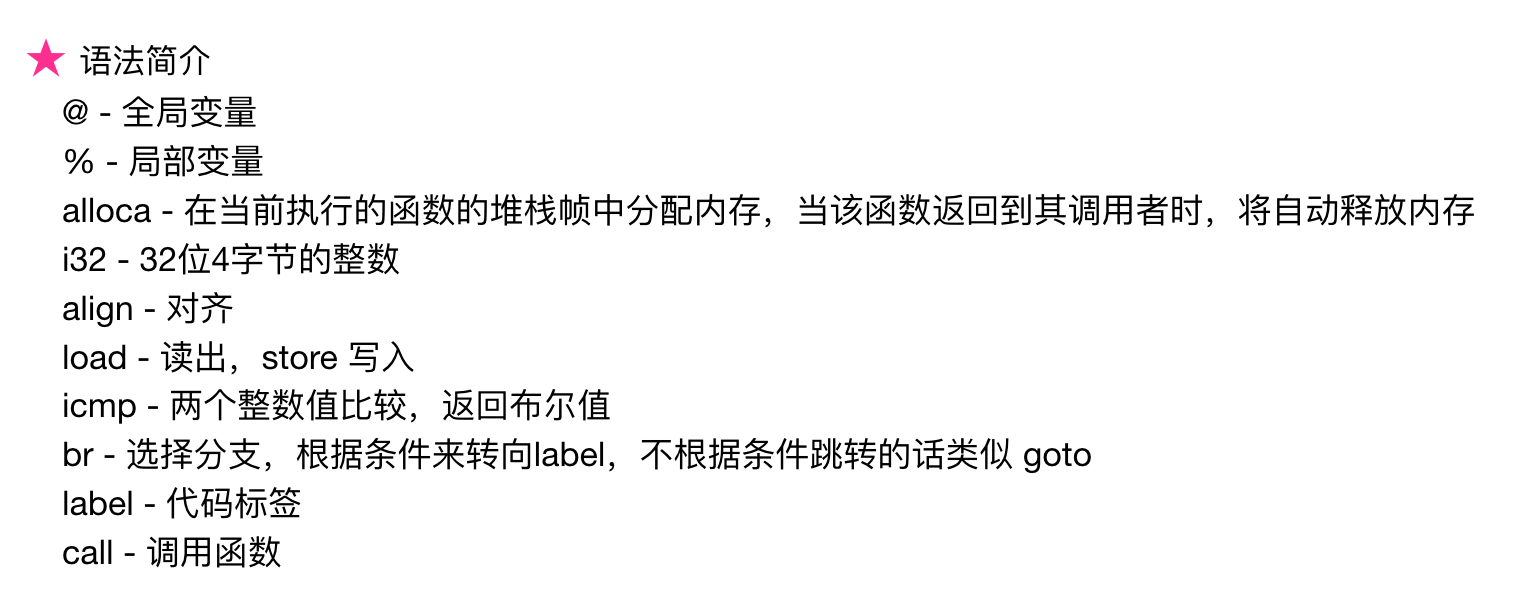 ★ 语法简介
@ - 全局变量
% - 局部变量
alloca - 在当前执行的函数的堆栈帧中分配内存，当该函数返回到其调用者时，将自动释放内存
i32 - 32位4字节的整数
align - 对齐
load - 读出，store 写入
icmp - 两个整数值比较，返回布尔值
br - 选择分支，根据条件来转向label，不根据条件跳转的话类似 goto
label - 代码标签
call - 调用函数